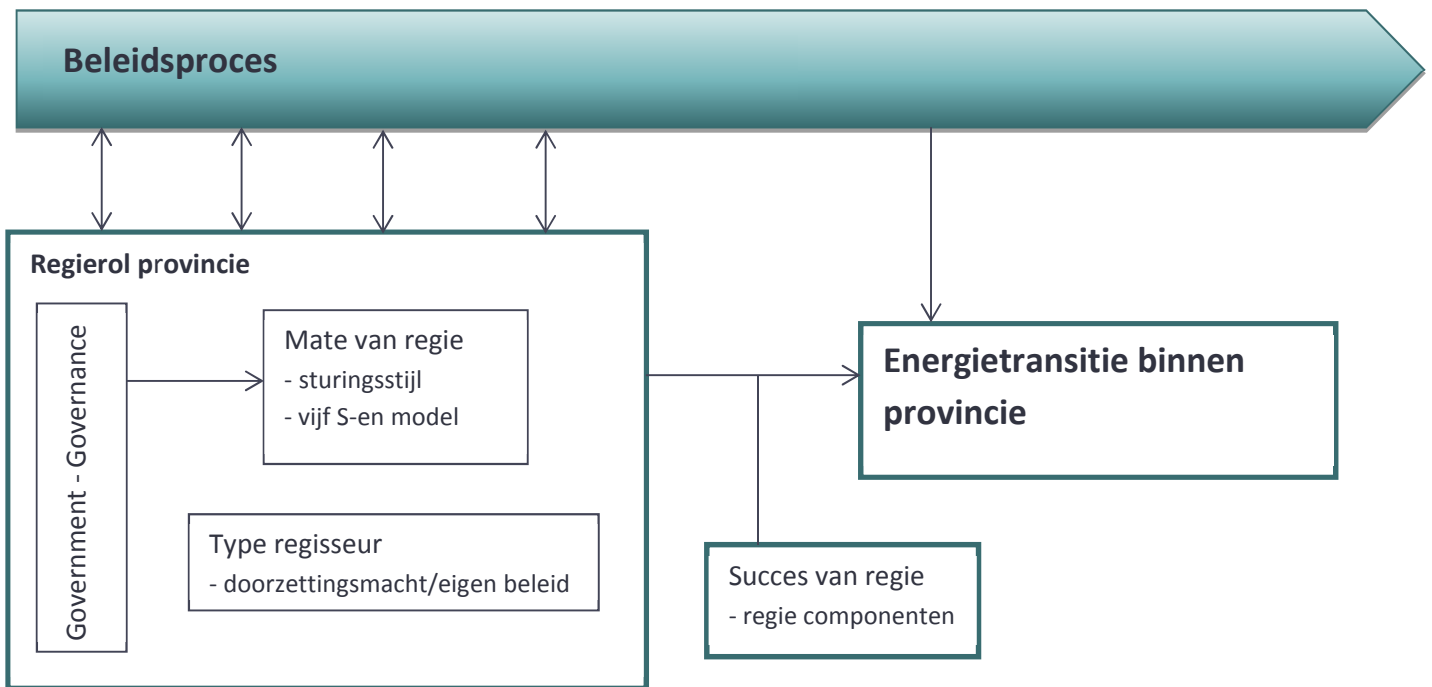 Beleidsproces
Regierol provincie
Government - Governance
Mate van regie
- sturingsstijl
- vijf S-en model
Type regisseur
- doorzettingsmacht/eigen beleid
Energietransitie binnen
provincie
Succes van regie
- regie componenten